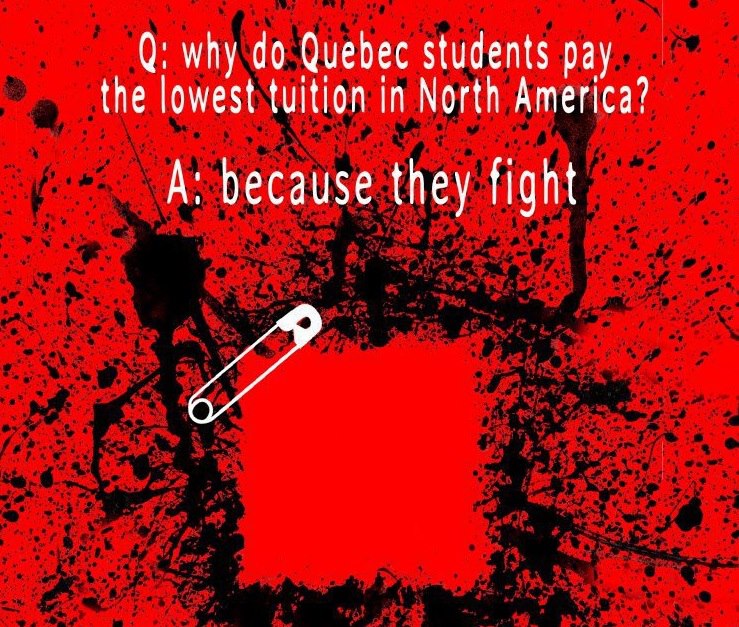 Q: why do Quebec students pay
the lowest tuition in North America?
A: because they fight